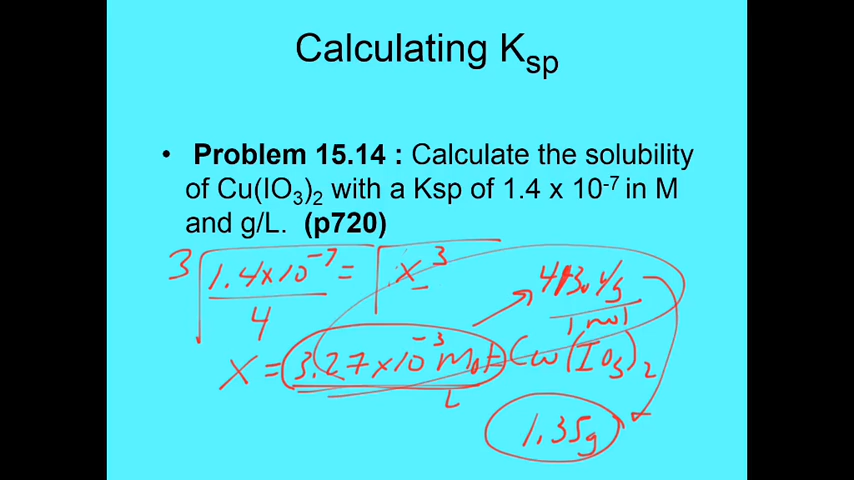 Calculating Ksp
• Problem 15.14 : Calculate the solubility
of Cu(IO3)2 with a Ksp of 1.4 x 10-7 in M
and g/L. (p720)
3√1.4x10-7 = √x3
4
413.4/g
1 mol
X = 3.27x10-3 Mol Cu(IO3)2
L
1.35g